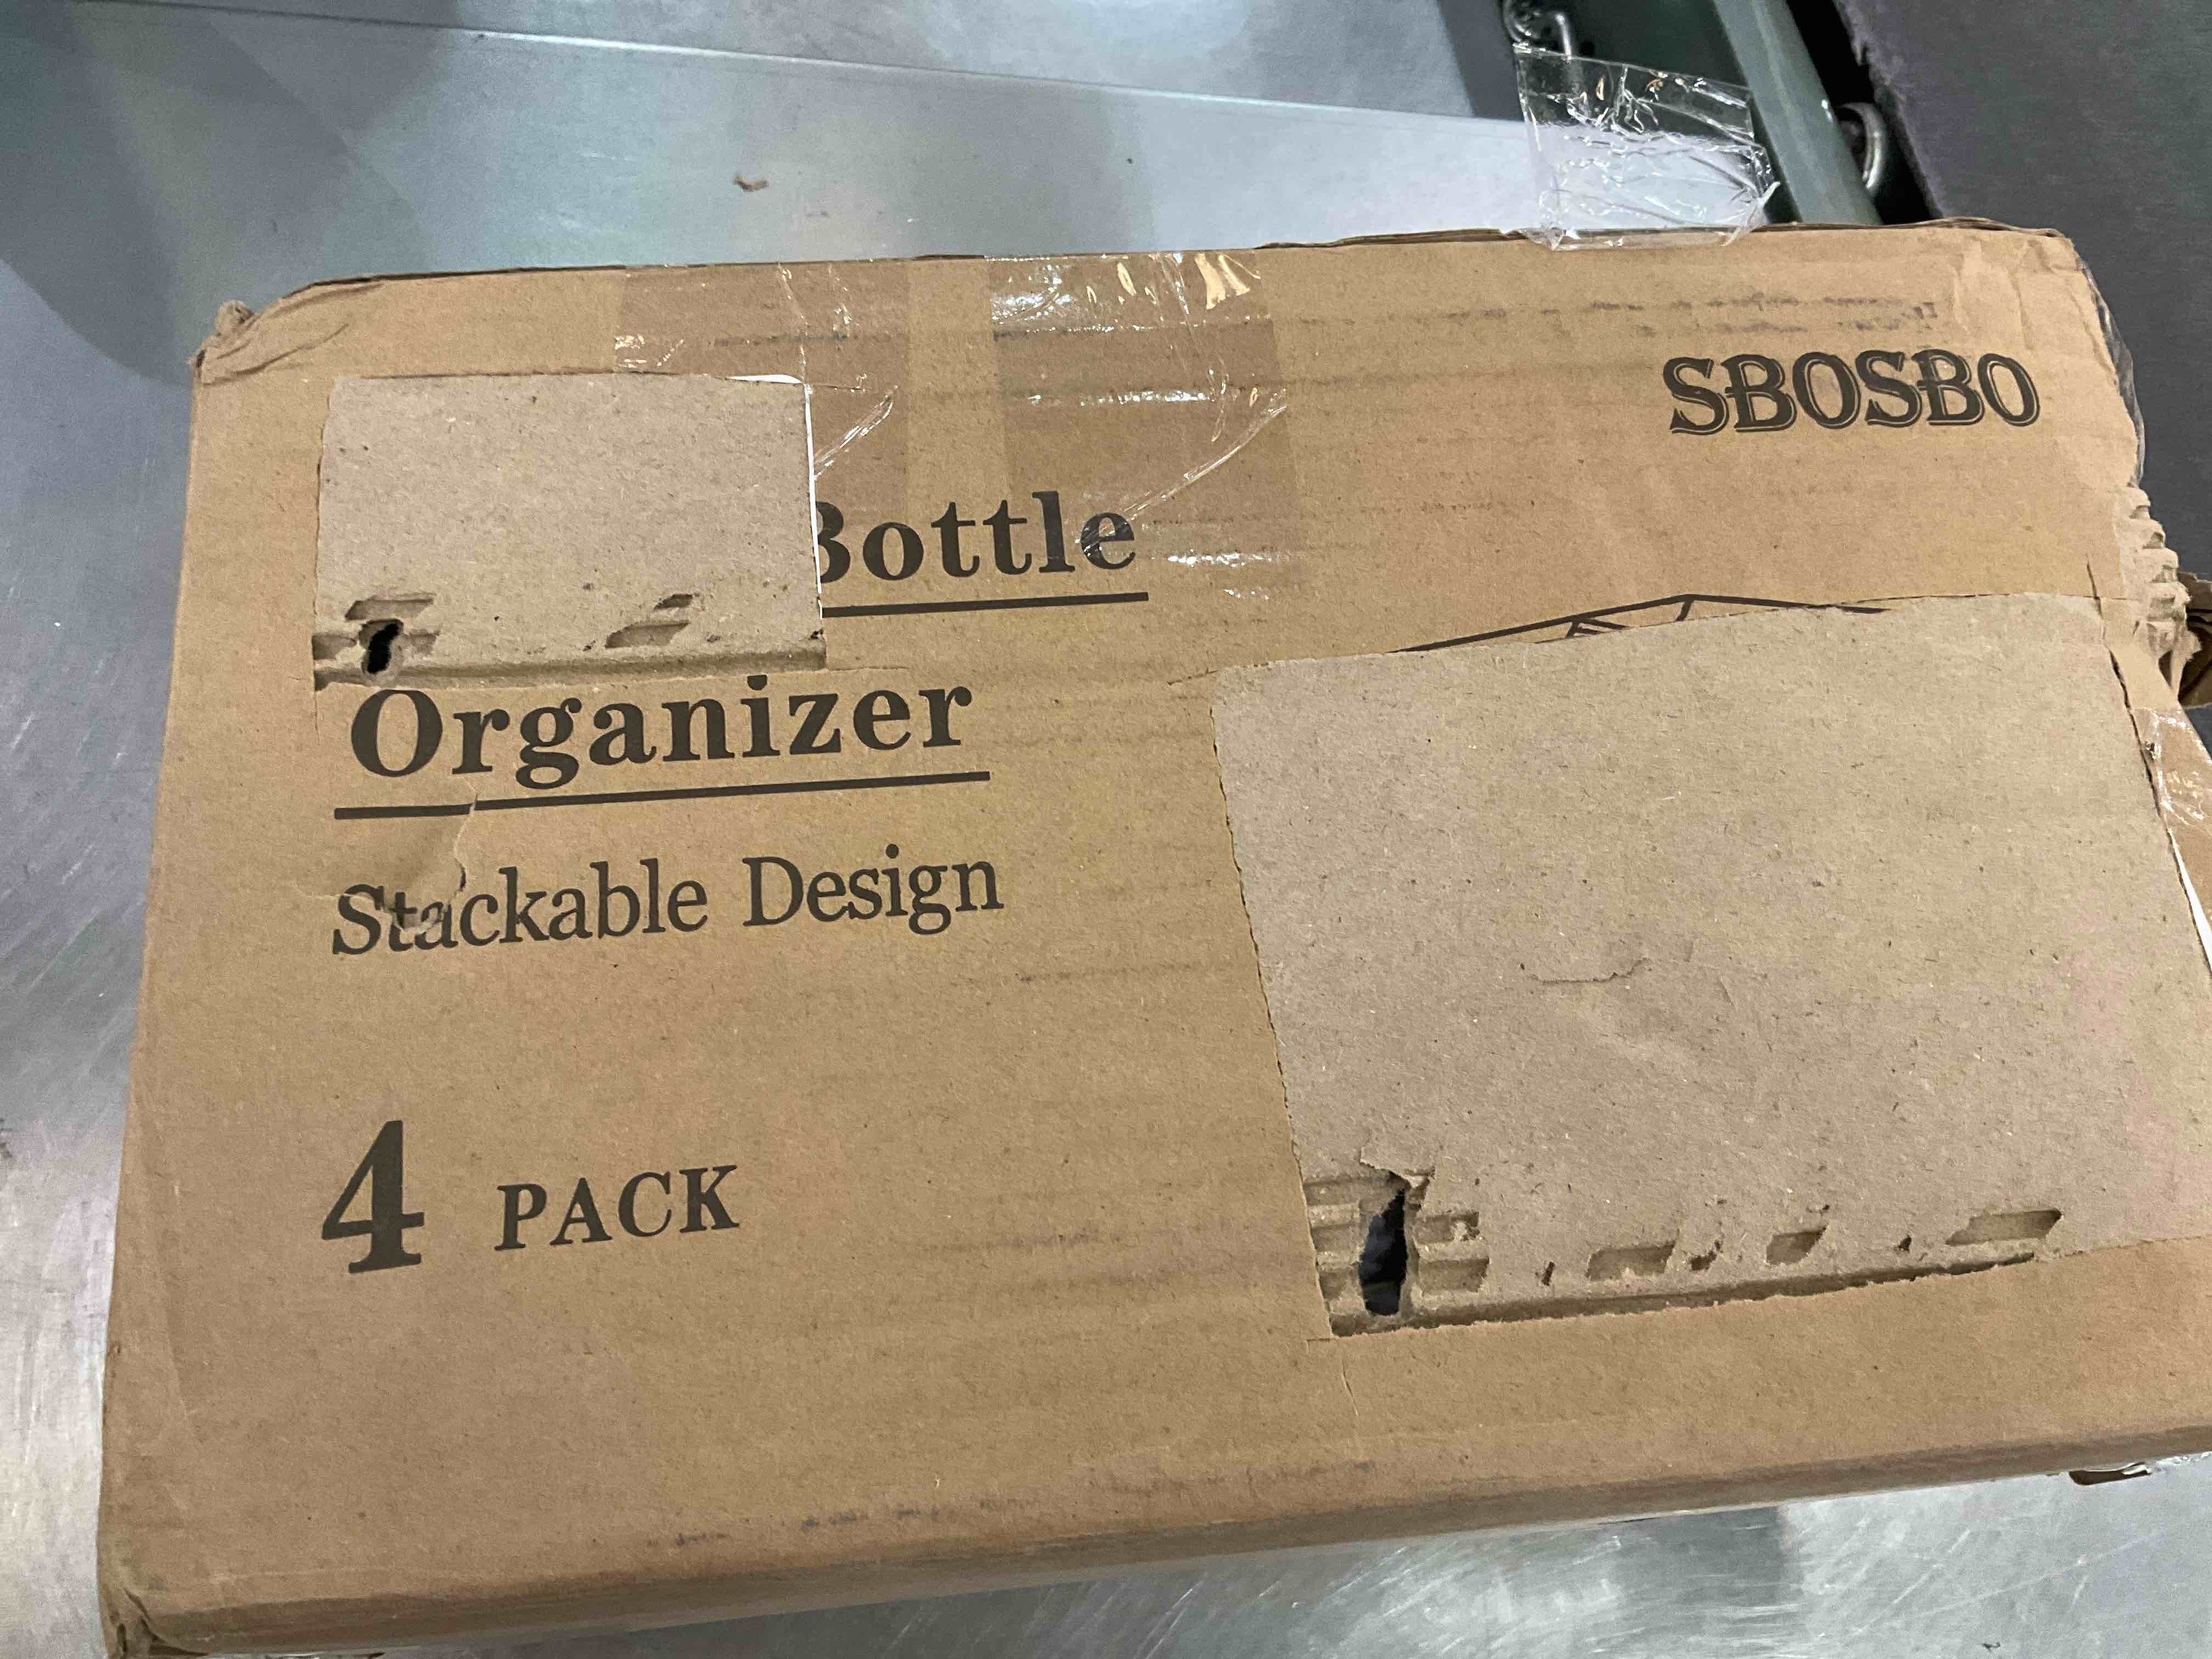 SBOSBO
Bottle
Organizer
Stackable Design
4 PACK